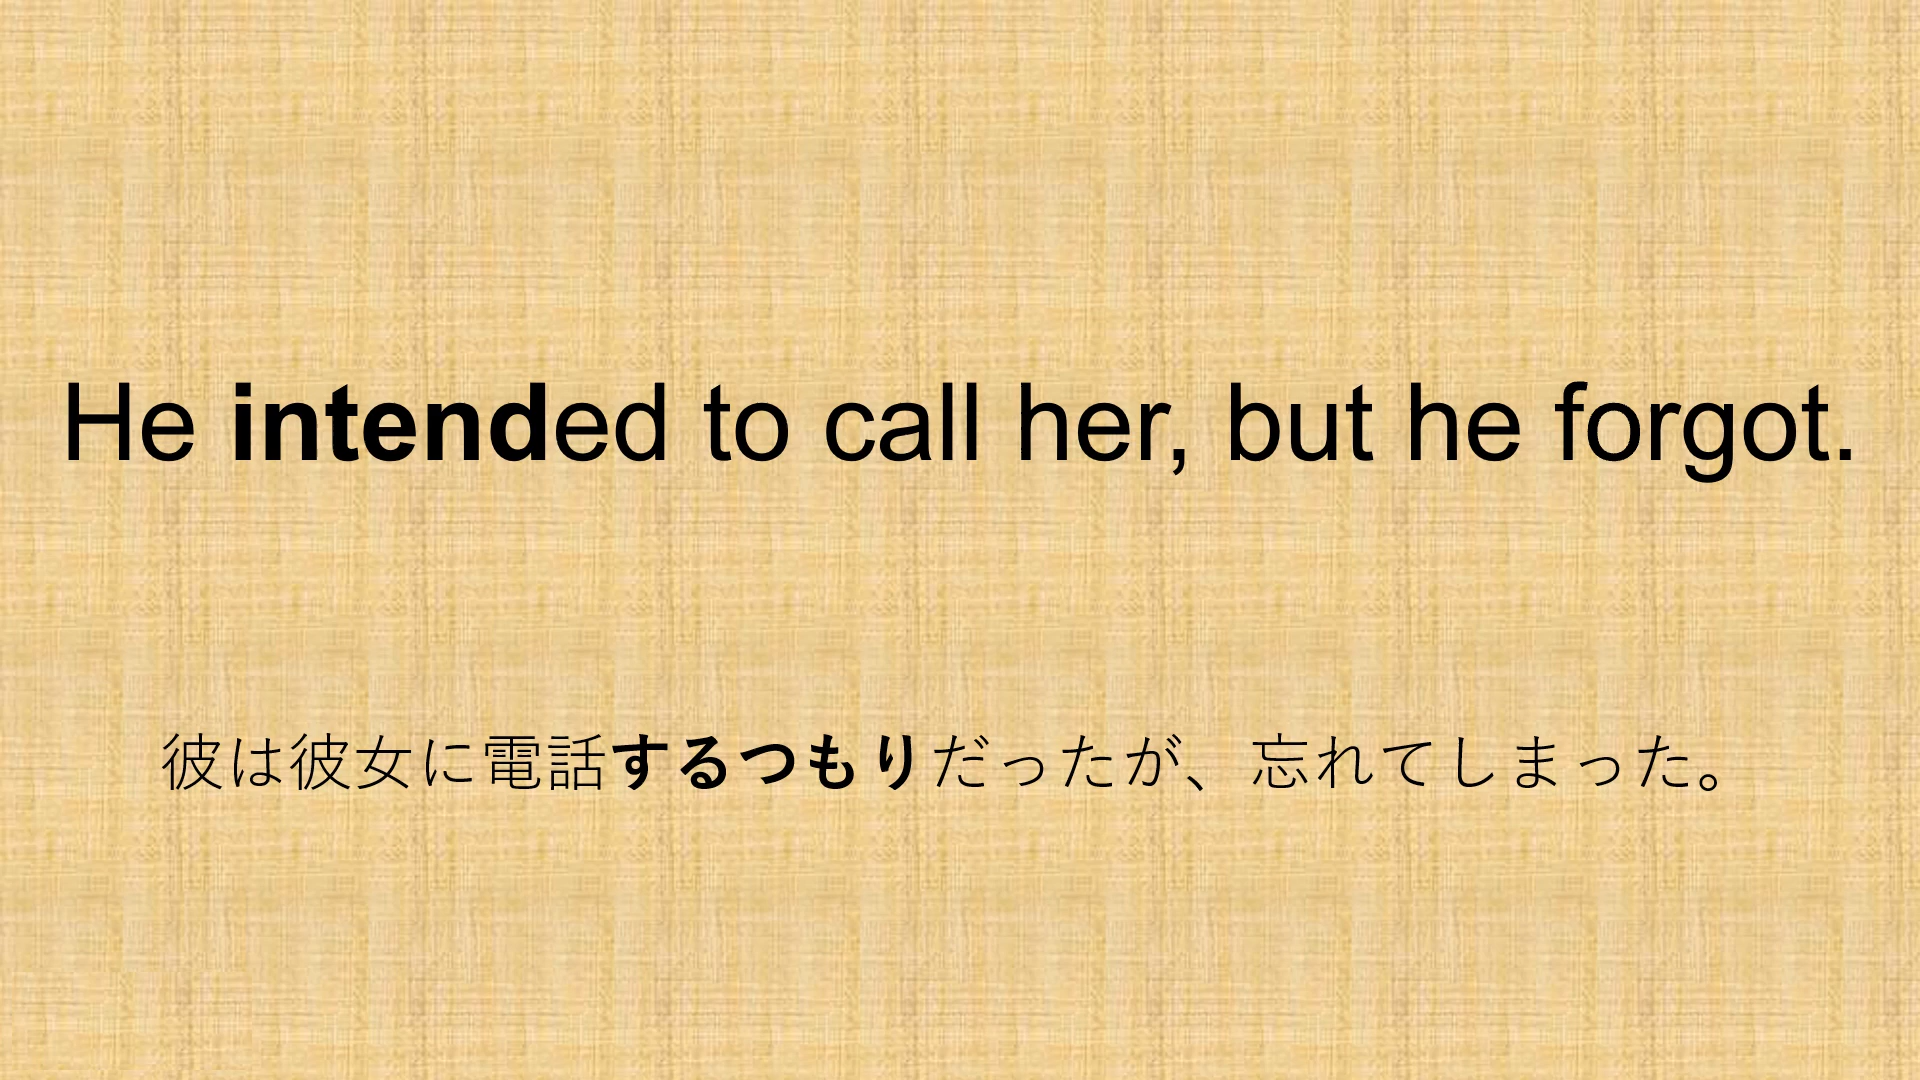 He intended to call her, but he forgot.
彼は彼女に電話するつもりだったが、忘れてしまった。